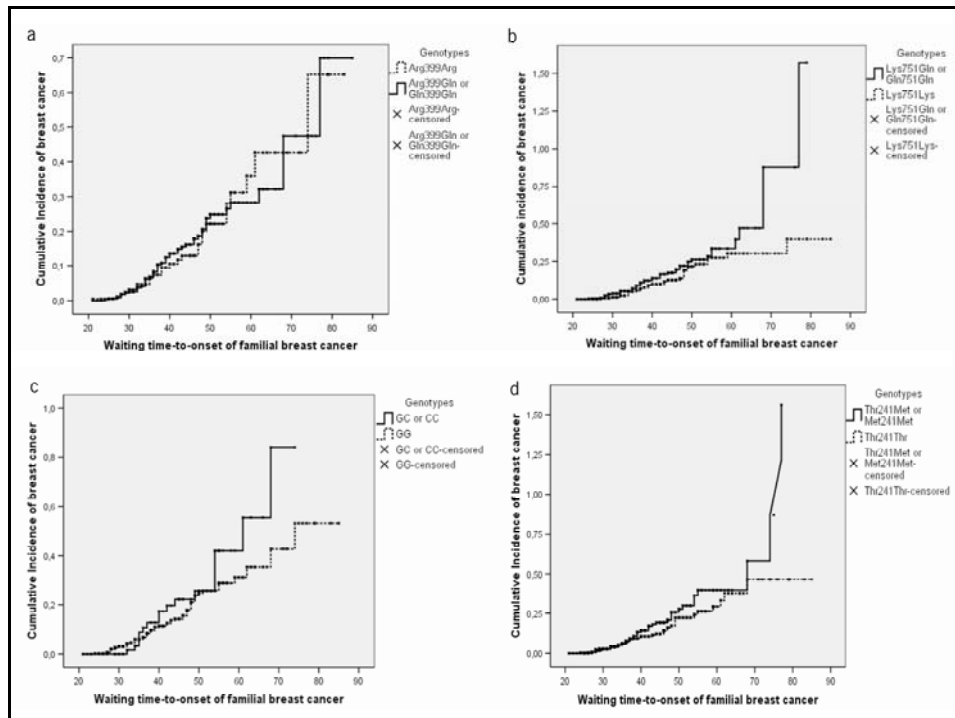 a
Cumulative Incidence of breast cancer
0,7
0,6
0,5
0,4
0,3
0,2
0,1
0,0
20 30 40 50 60 70 80 90
Waiting time-to-onset of familial breast cancer
Genotypes
Arg399Arg
Arg399Gln or
Gln399Gln
Arg399Arg-
censored
Arg399Gln or
Gln399Gln-
censored
b
Cumulative Incidence of breast cancer
1,50
1,25
1,00
0,75
0,50
0,25
0,00
20 30 40 50 60 70 80 90
Waiting time-to-onset of familial breast cancer
Genotypes
Lys751Gln or
Gln751Gln
Lys751Lys
Lys751Gln or
Gln751Gln-
censored
Lys751Lys-
censored
c
Cumulative Incidence of breast cancer
1,0
0,8
0,6
0,4
0,2
0,0
20 30 40 50 60 70 80 90
Waiting time-to-onset of familial breast cancer
Genotypes
GC or CC
GG
GC or CC-censored
GG-censored
d
Cumulative Incidence of breast cancer
1,50
1,25
1,00
0,75
0,50
0,25
0,00
20 30 40 50 60 70 80 90
Waiting time-to-onset of familial breast cancer
Genotypes
Thr241Met or
Met241Met
Thr241Thr
Thr241Met or
Met241Met-
censored
Thr241Thr-censored